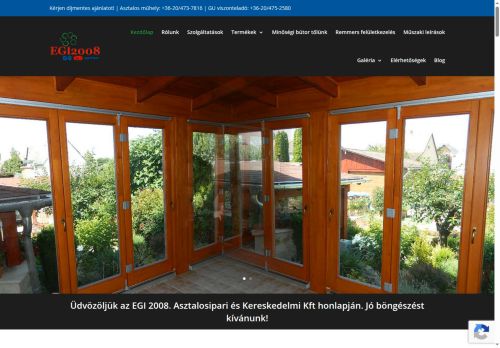 Kérjen díjmentes ajánlatot! | Asztalos műhely: +36-20/473-7816 | GU viszonteladó: +36-20/475-2580
EGI2008
Kezdőlap
Rólunk
Szolgáltatások
Termékek
Minőségi bútor tőlünk
Remmers felületkezelés
Műszaki leírások
Galéria
Elérhetőségek
Blog
Üdvözöljük az EGI 2008. Asztalosipari és Kereskedelmi Kft honlapján. Jó böngészést
kívánunk!